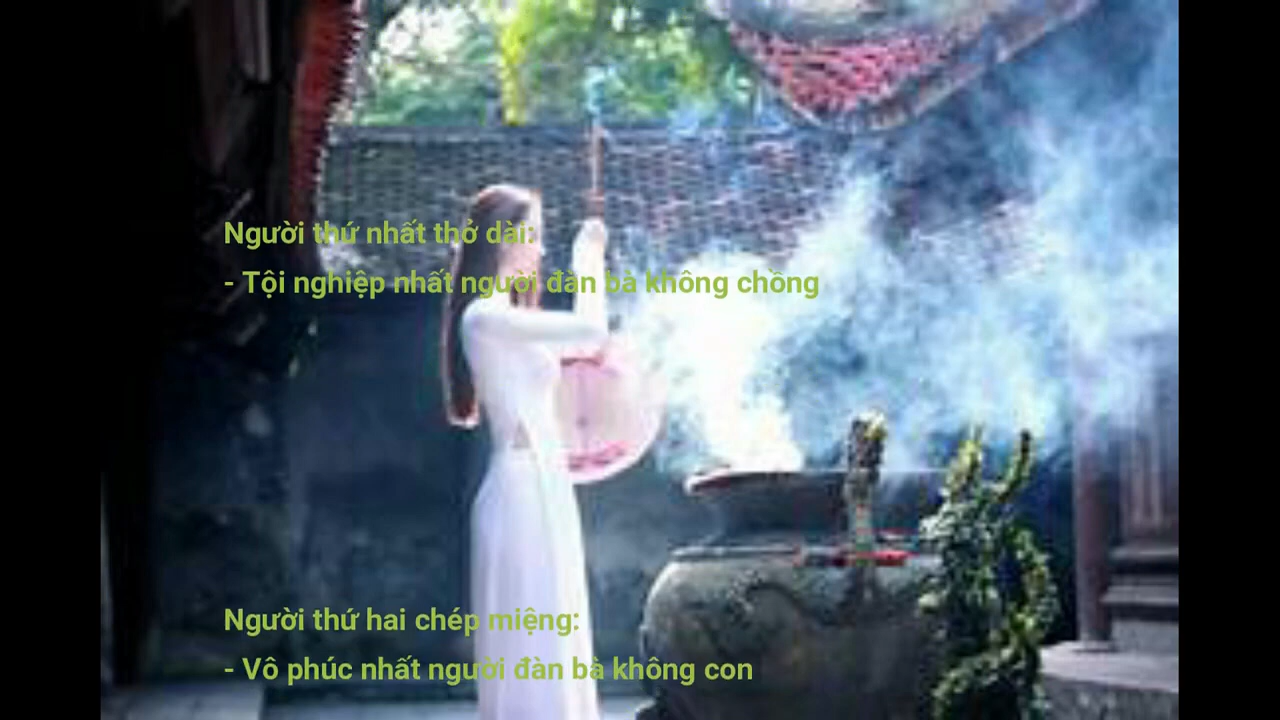 Người thứ nhất thở dài:
- Tội nghiệp nhất người đàn bà không chồng
Người thứ hai chép miệng:
- Vô phúc nhất người đàn bà không con